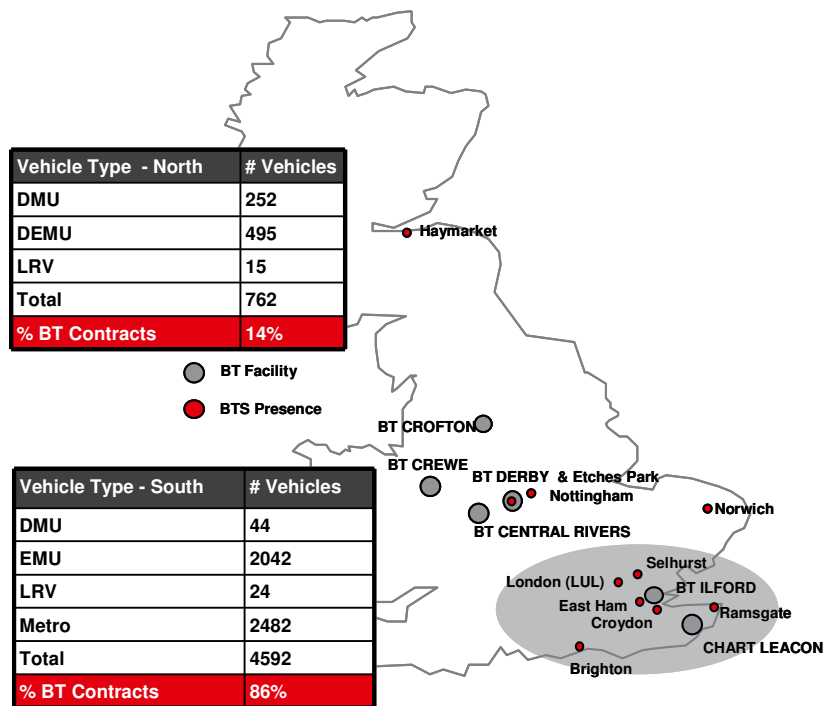 Vehicle Type - North # Vehicles
DMU 252
DEMU 495
LRV 15
Total 762
% BT Contracts 14%
Haymarket
BT Facility
BTS Presence
BT CROFTON
BT CREWE
BT DERBY & Etches Park
Nottingham
BT CENTRAL RIVERS
Norwich
Vehicle Type - South # Vehicles
DMU 44
EMU 2042
LRV 24
Metro 2482
Total 4592
% BT Contracts 86%
Selhurst
London (LUL)
BT ILFORD
East Ham
Ramsgate
Croydon
CHART LEACON
Brighton